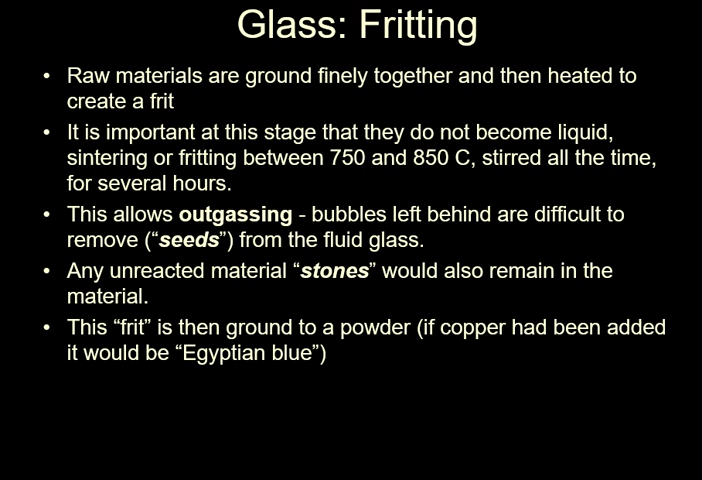 Glass: Fritting
• Raw materials are ground finely together and then heated to
create a frit
• It is important at this stage that they do not become liquid,
sintering or fritting between 750 and 850 C, stirred all the time,
for several hours.
• This allows outgassing - bubbles left behind are difficult to
remove (“seeds”) from the fluid glass.
• Any unreacted material “stones” would also remain in the
material.
• This “frit” is then ground to a powder (if copper had been added
it would be “Egyptian blue”)